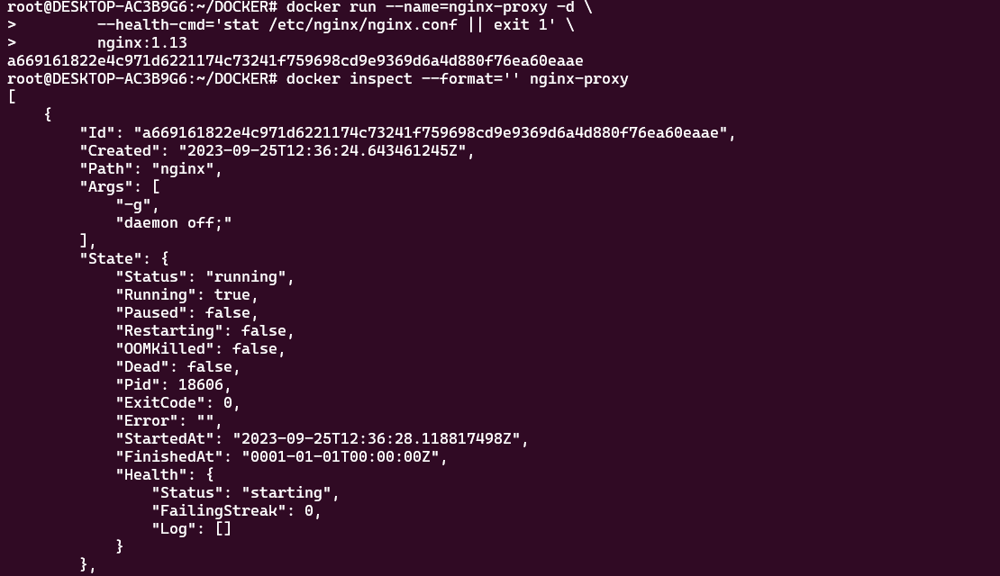 root@DESKTOP-AC3B9G6:~/DOCKER# docker run --name=nginx-proxy -d \
>         --health-cmd='stat /etc/nginx/nginx.conf || exit 1' \
>         nginx:1.13
a669161822e4c971d6221174c73241f759698cd9e9369d6a4d880f76ea60eaae
root@DESKTOP-AC3B9G6:~/DOCKER# docker inspect --format='' nginx-proxy
[
    {
        "Id": "a669161822e4c971d6221174c73241f759698cd9e9369d6a4d880f76ea60eaae",
        "Created": "2023-09-25T12:36:24.643461245Z",
        "Path": "nginx",
        "Args": [
            "-g",
            "daemon off;"
        ],
        "State": {
            "Status": "running",
            "Running": true,
            "Paused": false,
            "Restarting": false,
            "OOMKilled": false,
            "Dead": false,
            "Pid": 18606,
            "ExitCode": 0,
            "Error": "",
            "StartedAt": "2023-09-25T12:36:28.118817498Z",
            "FinishedAt": "0001-01-01T00:00:00Z",
            "Health": {
                "Status": "starting",
                "FailingStreak": 0,
                "Log": []
            }
        },